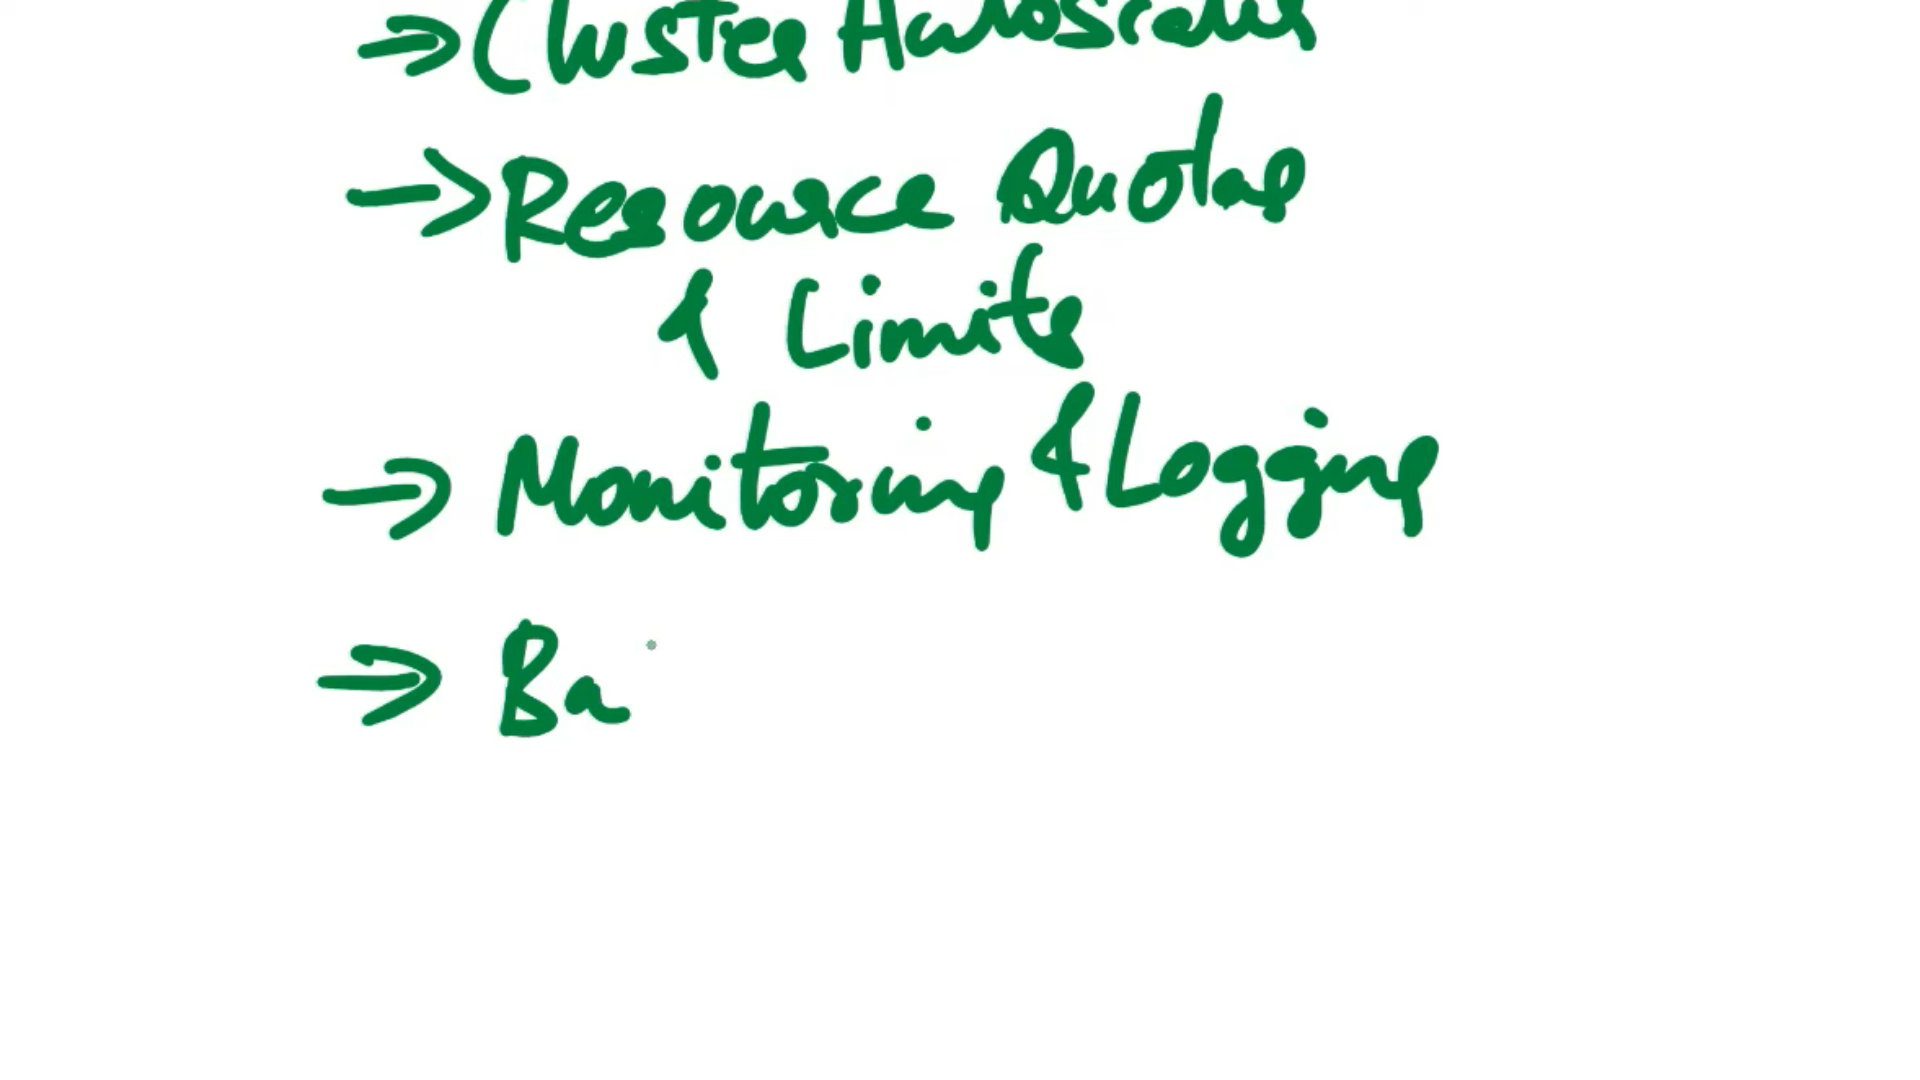 → Cluster Autoscaler
→ Resource Quotas
& Limits
→ Monitoring & Logging
→ Ba